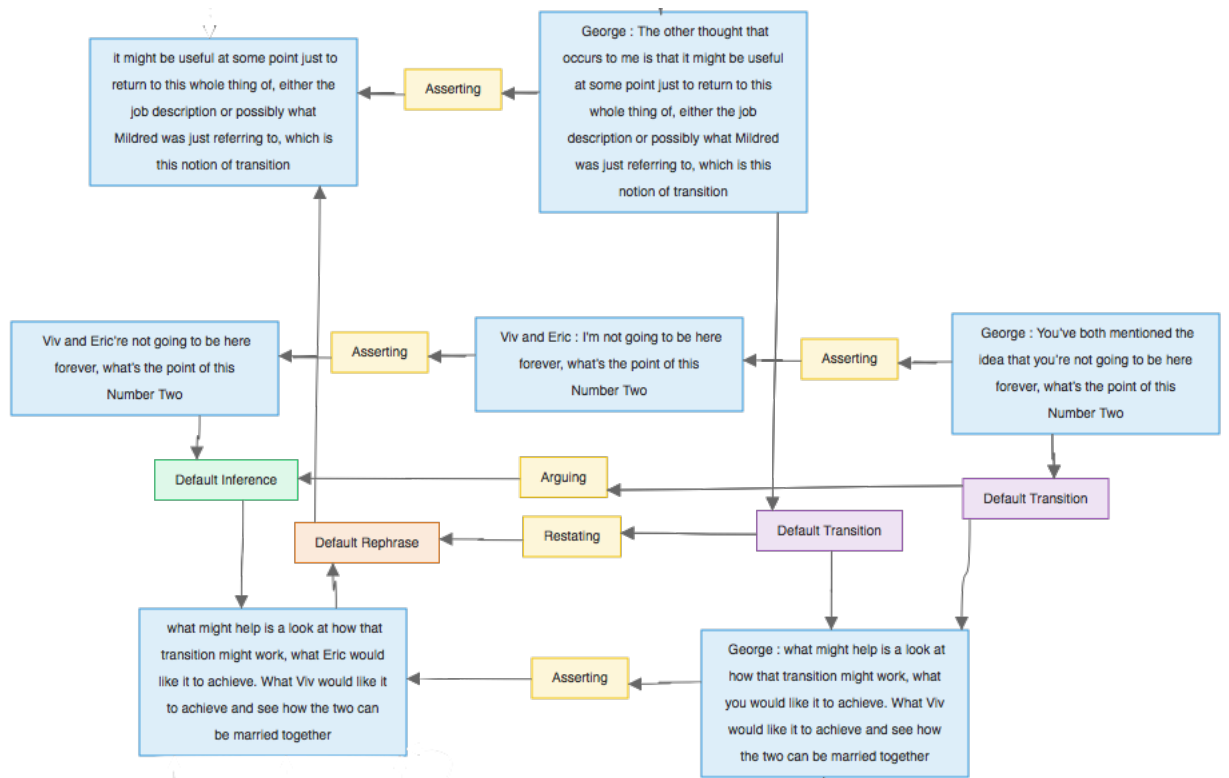 it might be useful at some point just to
return to this whole thing of, either the
job description or possibly what
Mildred was just referring to, which is
this notion of transition
Asserting
George : The other thought that
occurs to me is that it might be useful
at some point just to return to this
whole thing of, either the job
description or possibly what Mildred
was just referring to, which is this
notion of transition
Viv and Eric're not going to be here
forever, what's the point of this
Number Two
Asserting
Viv and Eric : I'm not going to be here
forever, what's the point of this
Number Two
Asserting
George : You've both mentioned the
idea that you're not going to be here
forever, what's the point of this
Number Two
Default Inference
Arguing
Default Transition
Default Rephrase
Restating
Default Transition
what might help is a look at how that
transition might work, what Eric would
like it to achieve. What Viv would like it
to achieve and see how the two can
be married together
Asserting
George : what might help is a look at
how that transition might work, what
you would like it to achieve. What Viv
would like it to achieve and see how
the two can be married together